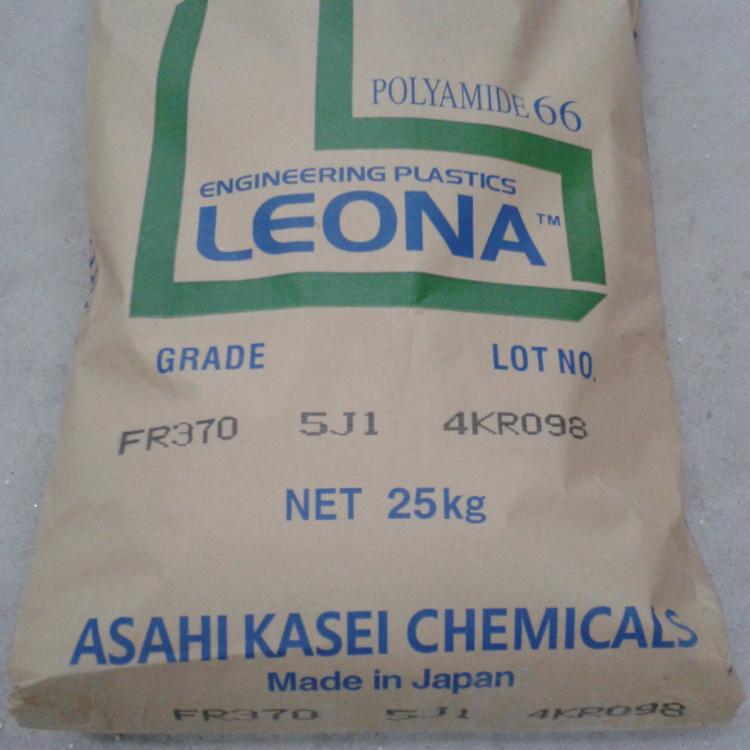 POLYAMIDE 66
ENGINEERING PLASTICS
LEONA™
GRADE LOT NO.
FR370 5J1 4KR098
NET 25kg
ASAHI KASEI CHEMICALS
Made in Japan
FR370 5J1 4KR098